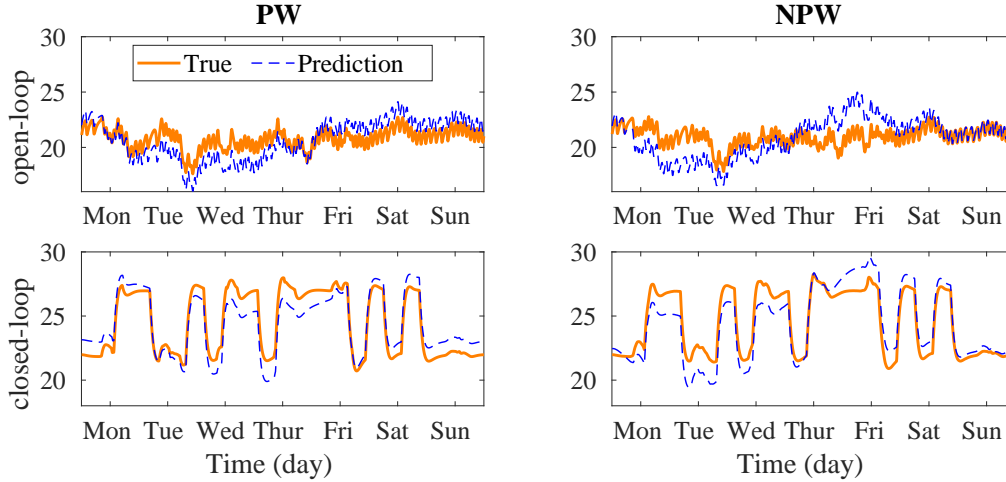 PW
NPW
open-loop
30
25
20
True
Prediction
Mon Tue Wed Thur Fri Sat Sun
30
25
20
Mon Tue Wed Thur Fri Sat Sun
closed-loop
30
25
20
Mon Tue Wed Thur Fri Sat Sun
Time (day)
30
25
20
Mon Tue Wed Thur Fri Sat Sun
Time (day)